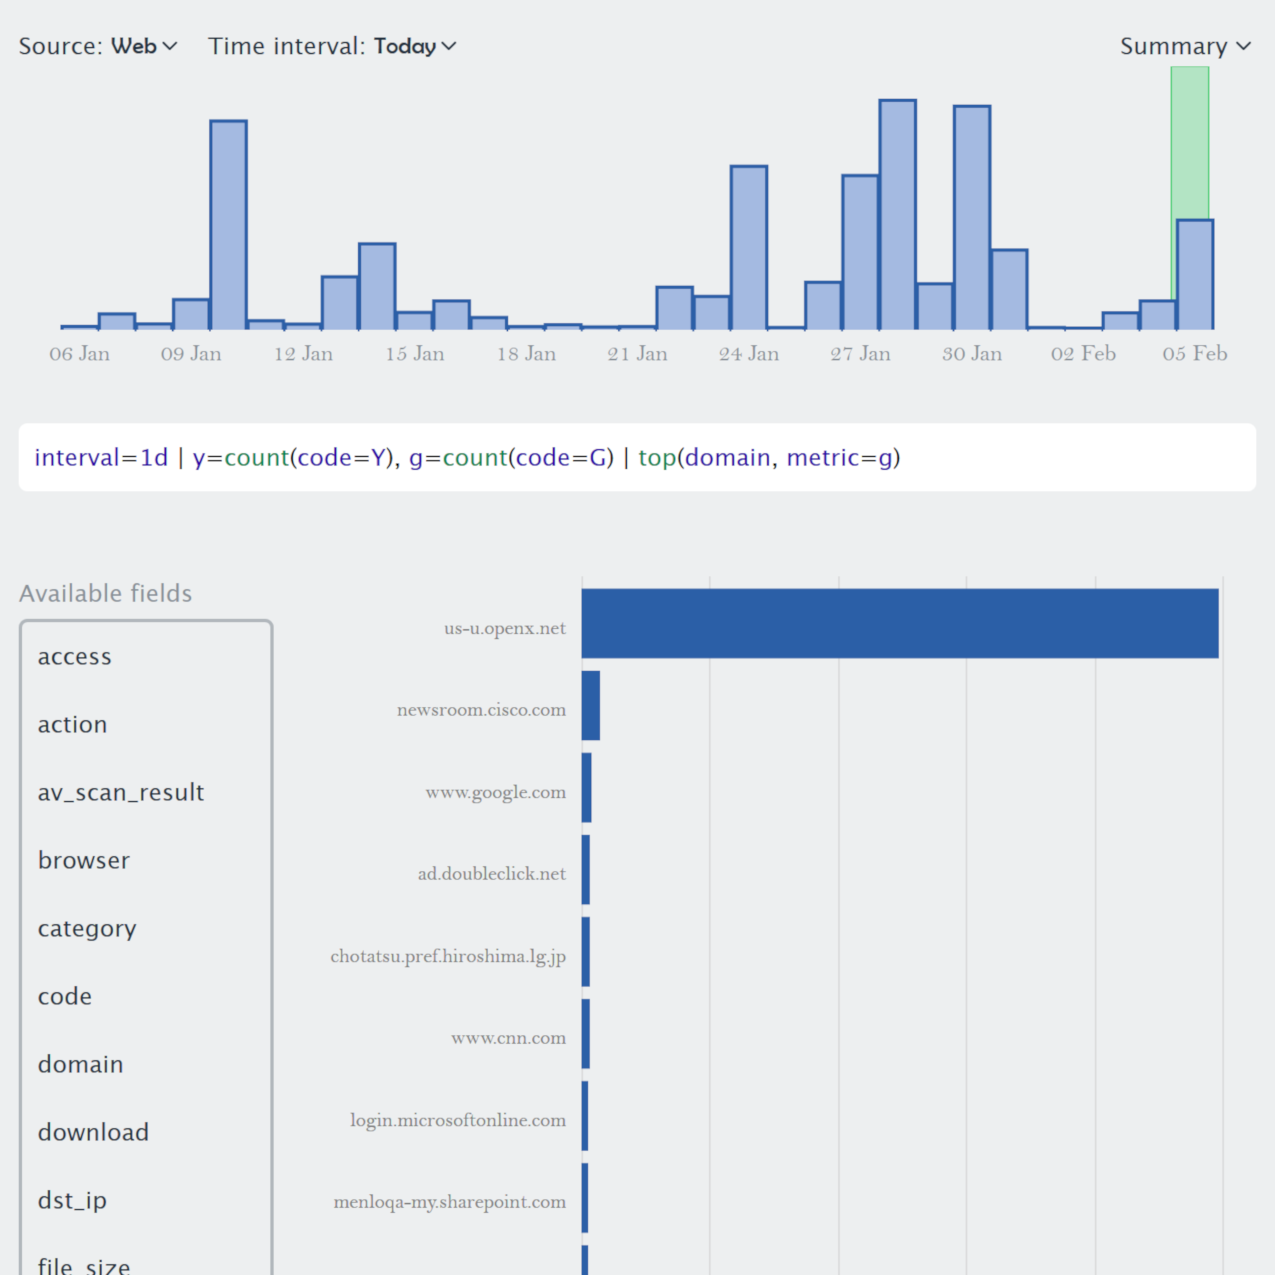 Source: Web Time interval: Today Summary
06 Jan 09 Jan 12 Jan 15 Jan 18 Jan 21 Jan 24 Jan 27 Jan 30 Jan 02 Feb 05 Feb
interval=1d | y=count(code=Y), g=count(code=G) | top(domain, metric=g)
Available fields
access
action
av_scan_result
browser
category
code
domain
download
dst_ip
file_size
us-u.openx.net
newsroom.cisco.com
www.google.com
ad.doubleclick.net
chotatsu.pref.hiroshima.lg.jp
www.cnn.com
login.microsoftonline.com
menloqa-my.sharepoint.com